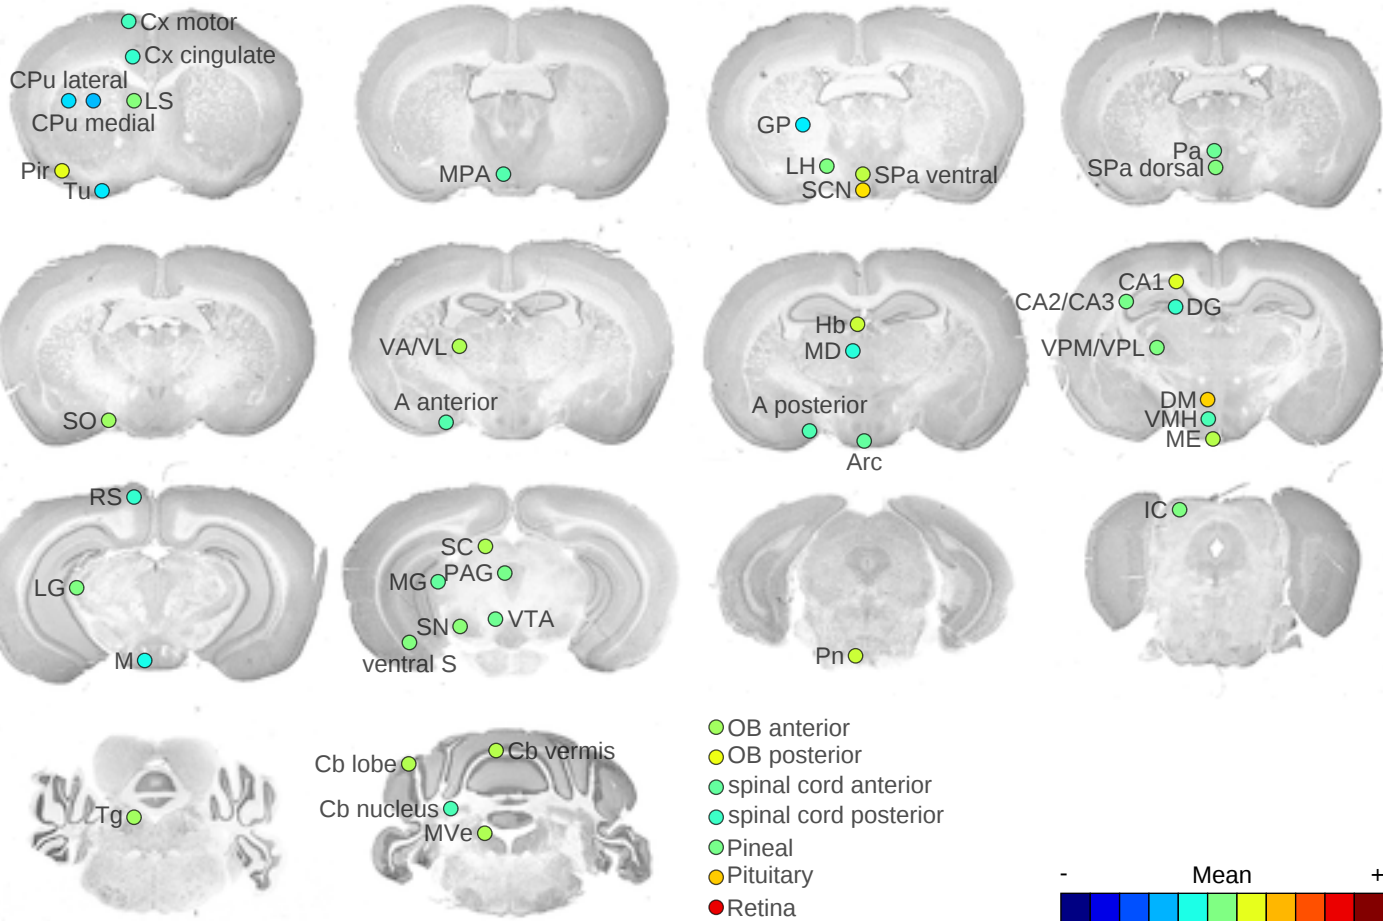 Cx motor
Cx cingulate
CPu lateral
LS
CPu medial
Pir
Tu
MPA
GP
LH
SPa ventral
SCN
Pa
SPa dorsal
SO
VA/VL
A anterior
Hb
MD
A posterior
Arc
CA1
CA2/CA3
DG
VPM/VPL
DM
VMH
ME
RS
LG
M
SC
MG
PAG
SN
VTA
ventral S
Pn
IC
Tg
Cb lobe
Cb vermis
Cb nucleus
MVe
OB anterior
OB posterior
spinal cord anterior
spinal cord posterior
Pineal
Pituitary
Retina
- Mean +